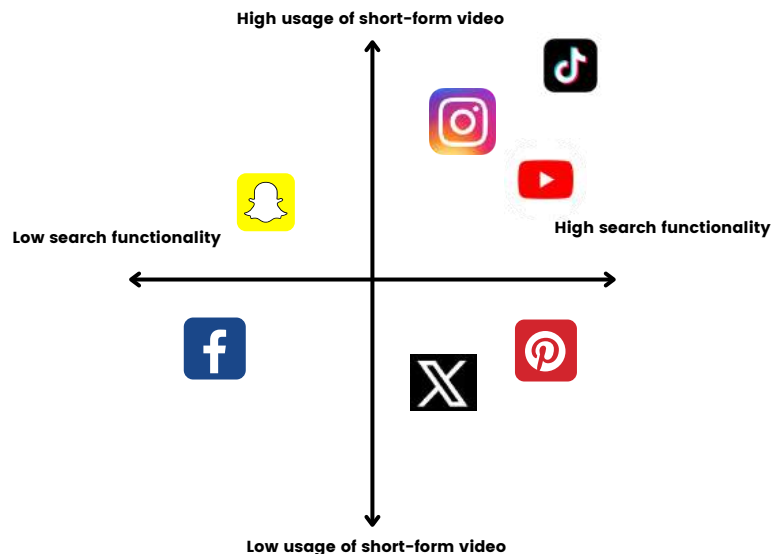 High usage of short-form video
Low search functionality
High search functionality
Low usage of short-form video